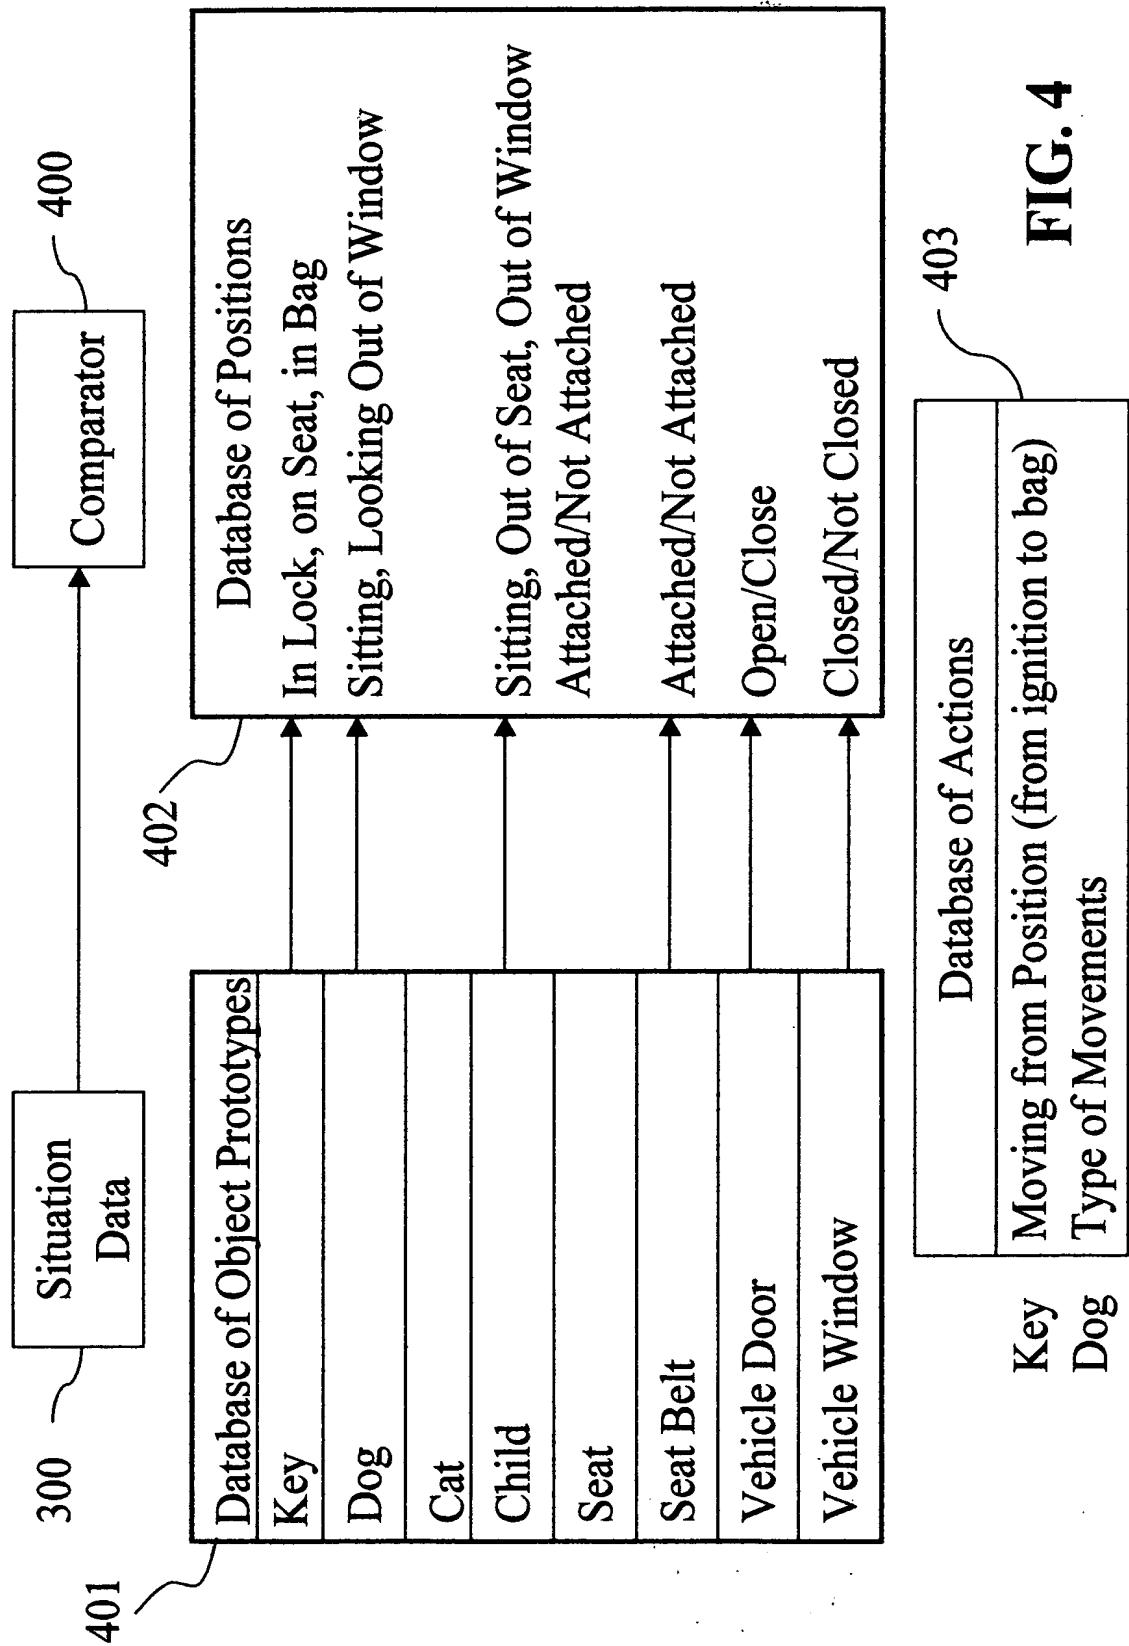 300
Situation
Data
Comparator
400
401
Database of Object Prototypes
Key
Dog
Cat
Child
Seat
Seat Belt
Vehicle Door
Vehicle Window
402
Database of Positions
In Lock, on Seat, in Bag
Sitting, Looking Out of Window
Sitting, Out of Seat, Out of Window
Attached/Not Attached
Attached/Not Attached
Open/Close
Closed/Not Closed
403
Database of Actions
Key Moving from Position (from ignition to bag)
Dog Type of Movements
FIG. 4